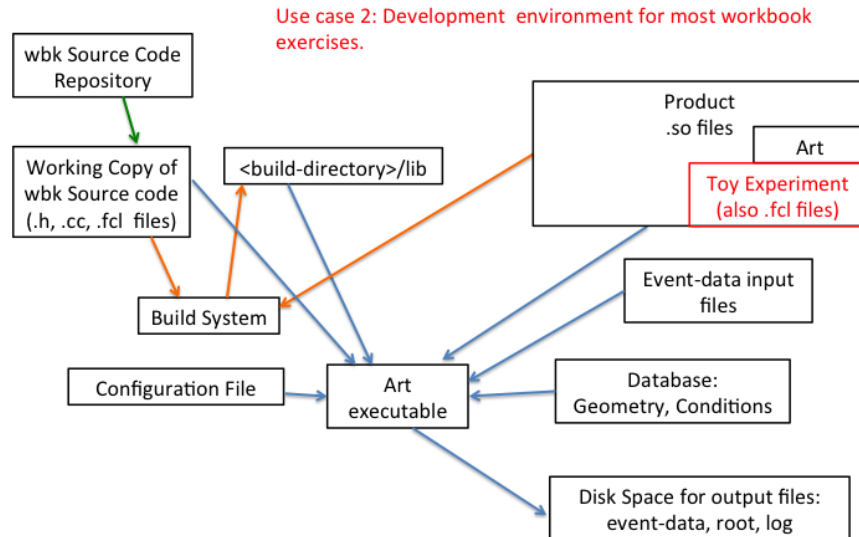 Use case 2: Development environment for most workbook
exercises.
wbk Source Code
Repository
Product
.so files
Art
Working Copy of
wbk Source code
(.h, .cc, .fcl files)
<build-directory>/lib
Toy Experiment
(also .fcl files)
Event-data input
files
Build System
Configuration File
Art
executable
Database:
Geometry, Conditions
Disk Space for output files:
event-data, root, log